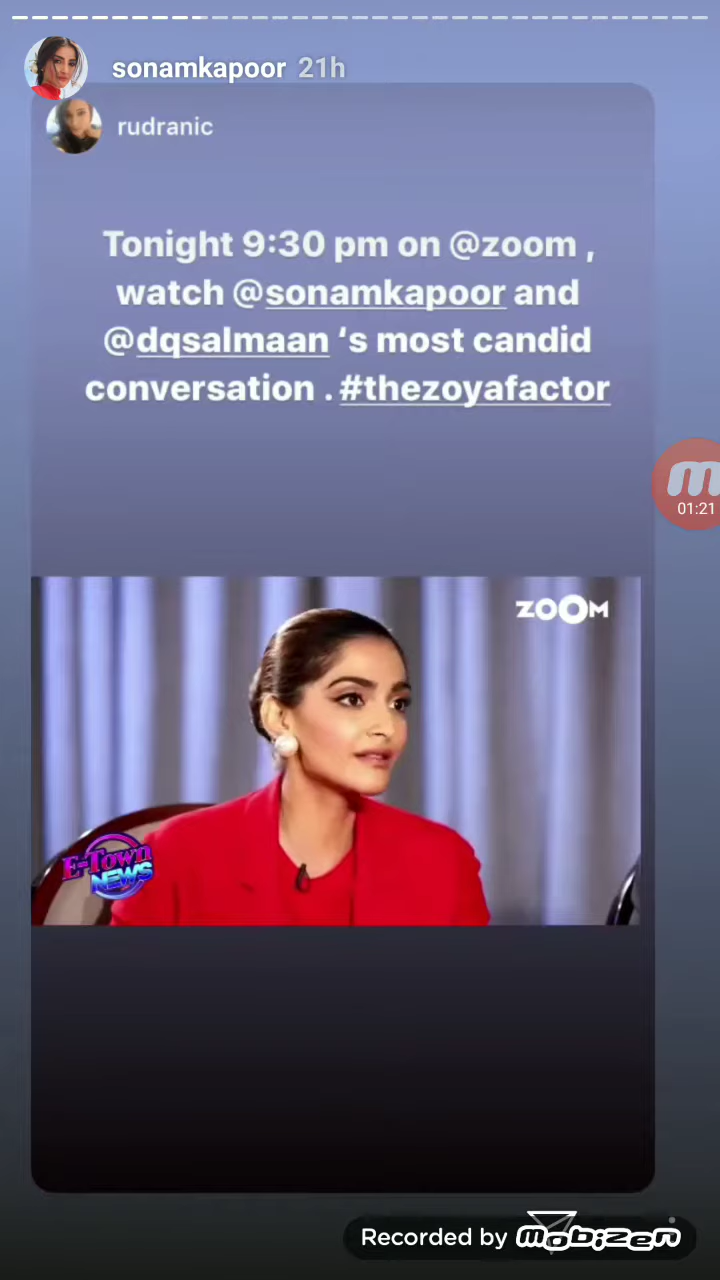 sonamkapoor 21h
rudranic
Tonight 9:30 pm on @zoom ,
watch @sonamkapoor and
@dqsalmaan ‘s most candid
conversation . #thezoyafactor
m
01:21
ZOOM
E-Town
NEWS
Recorded by mobizen